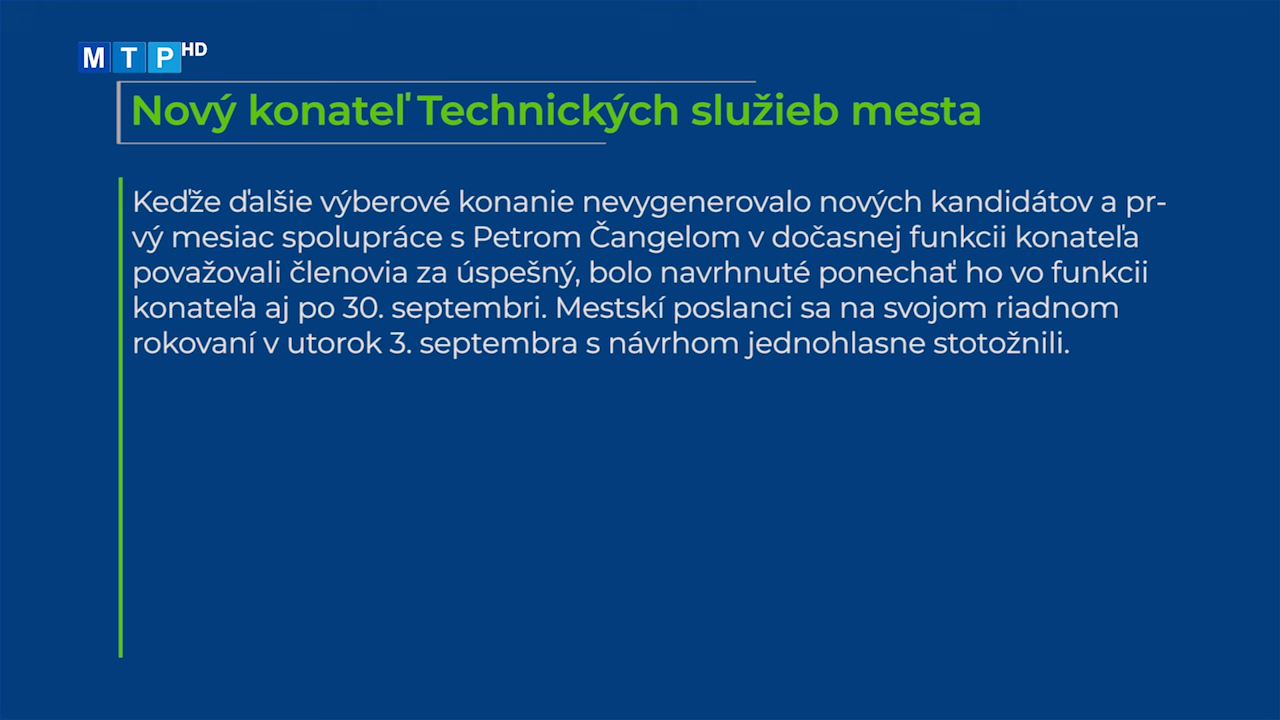 MTP HD
Nový konateľ Technických služieb mesta
Keďže ďalšie výberové konanie nevygenerovalo nových kandidátov a pr-
vý mesiac spolupráce s Petrom Čangelom v dočasnej funkcii konateľa
považovali členovia za úspešný, bolo navrhnuté ponechať ho vo funkcii
konateľa aj po 30. septembri. Mestskí poslanci sa na svojom riadnom
rokovaní v utorok 3. septembra s návrhom jednohlasne stotožnili.